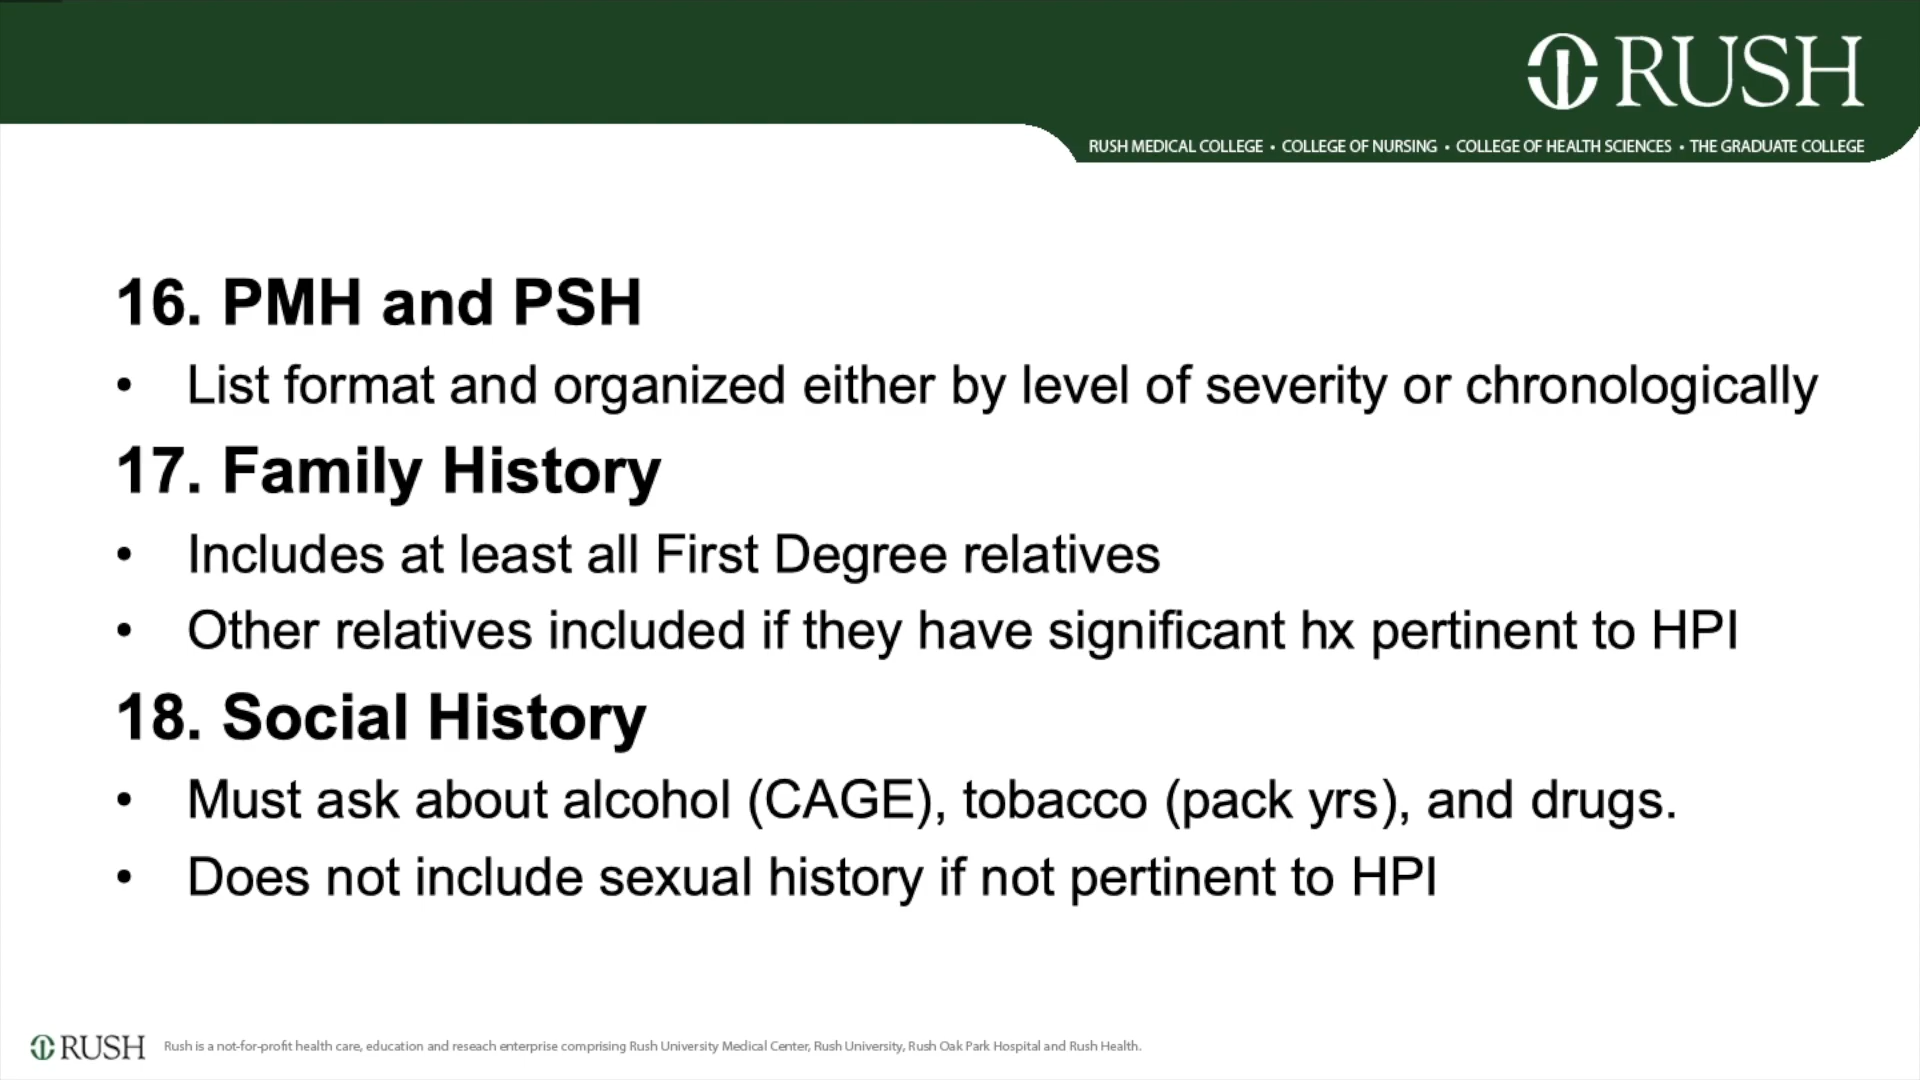 RUSH
RUSH MEDICAL COLLEGE • COLLEGE OF NURSING • COLLEGE OF HEALTH SCIENCES • THE GRADUATE COLLEGE
16. PMH and PSH
• List format and organized either by level of severity or chronologically
17. Family History
• Includes at least all First Degree relatives
• Other relatives included if they have significant hx pertinent to HPI
18. Social History
• Must ask about alcohol (CAGE), tobacco (pack yrs), and drugs.
• Does not include sexual history if not pertinent to HPI
RUSH Rush is a not-for-profit health care, education and reseach enterprise comprising Rush University Medical Center, Rush University, Rush Oak Park Hospital and Rush Health.